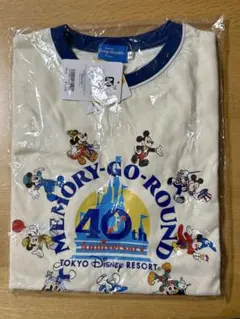 MEMORY-GO-ROUND
40th
Anniversary
TOKYO Disney RESORT